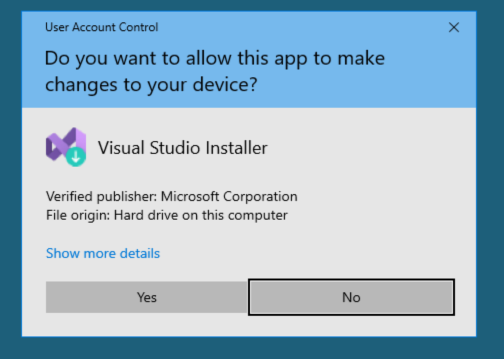 User Account Control
Do you want to allow this app to make
changes to your device?
Visual Studio Installer
Verified publisher: Microsoft Corporation
File origin: Hard drive on this computer
Show more details
Yes
No